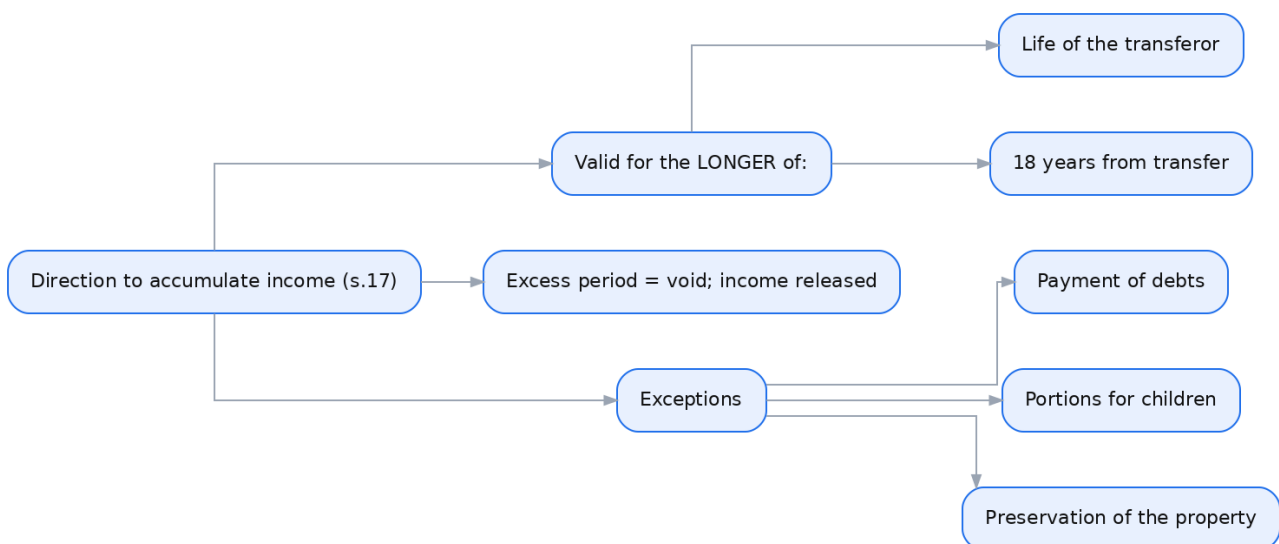 Life of the transferor
Valid for the LONGER of:
18 years from transfer
Direction to accumulate income (s.17)
Excess period = void; income released
Payment of debts
Exceptions
Portions for children
Preservation of the property